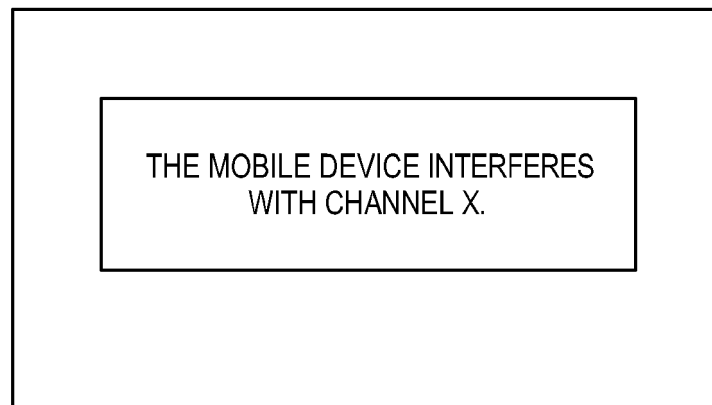 THE MOBILE DEVICE INTERFERES
WITH CHANNEL X.